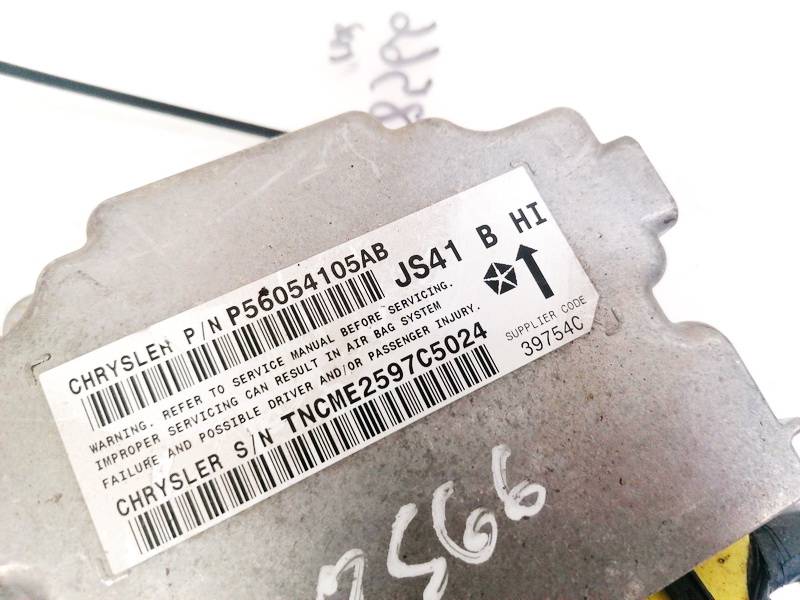 CHRYSLER P/N P56054105AB
JS41 B HI
WARNING. REFER TO SERVICE MANUAL BEFORE SERVICING.
IMPROPER SERVICING CAN RESULT IN AIR BAG SYSTEM
FAILURE AND POSSIBLE DRIVER AND/OR PASSENGER INJURY.
SUPPLIER CODE
39754C
CHRYSLER S/N TNCME2597C5024